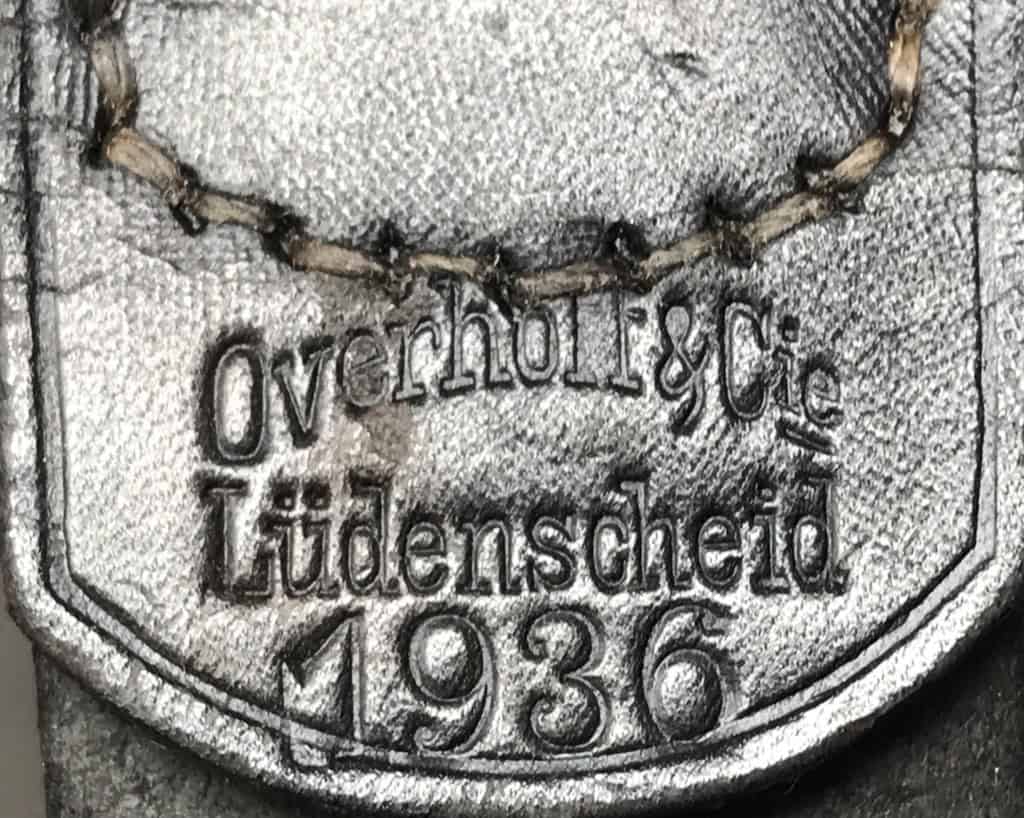 Overhoff & Cie
Lüdenscheid
1936